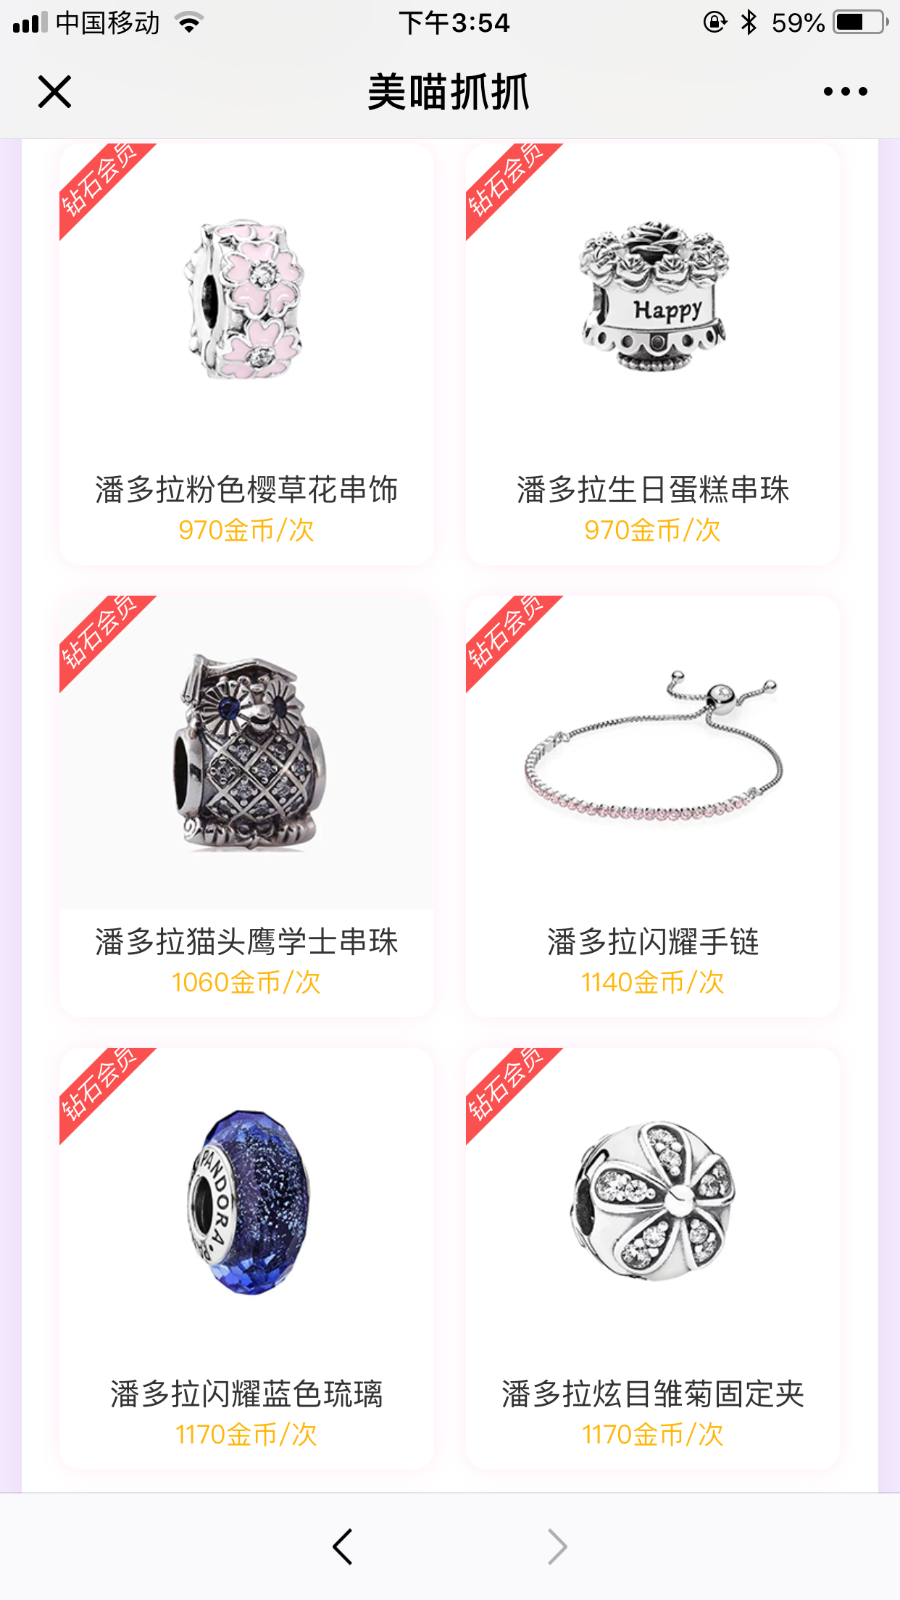 中国移动 下午3:54 59%
美喵抓抓
钻石会员 钻石会员
Happy
潘多拉粉色樱草花串饰 潘多拉生日蛋糕串珠
970金币/次 970金币/次
钻石会员 钻石会员
潘多拉猫头鹰学士串珠 潘多拉闪耀手链
1060金币/次 1140金币/次
钻石会员 钻石会员
PANDORA
潘多拉闪耀蓝色琉璃 潘多拉炫目雏菊固定夹
1170金币/次 1170金币/次